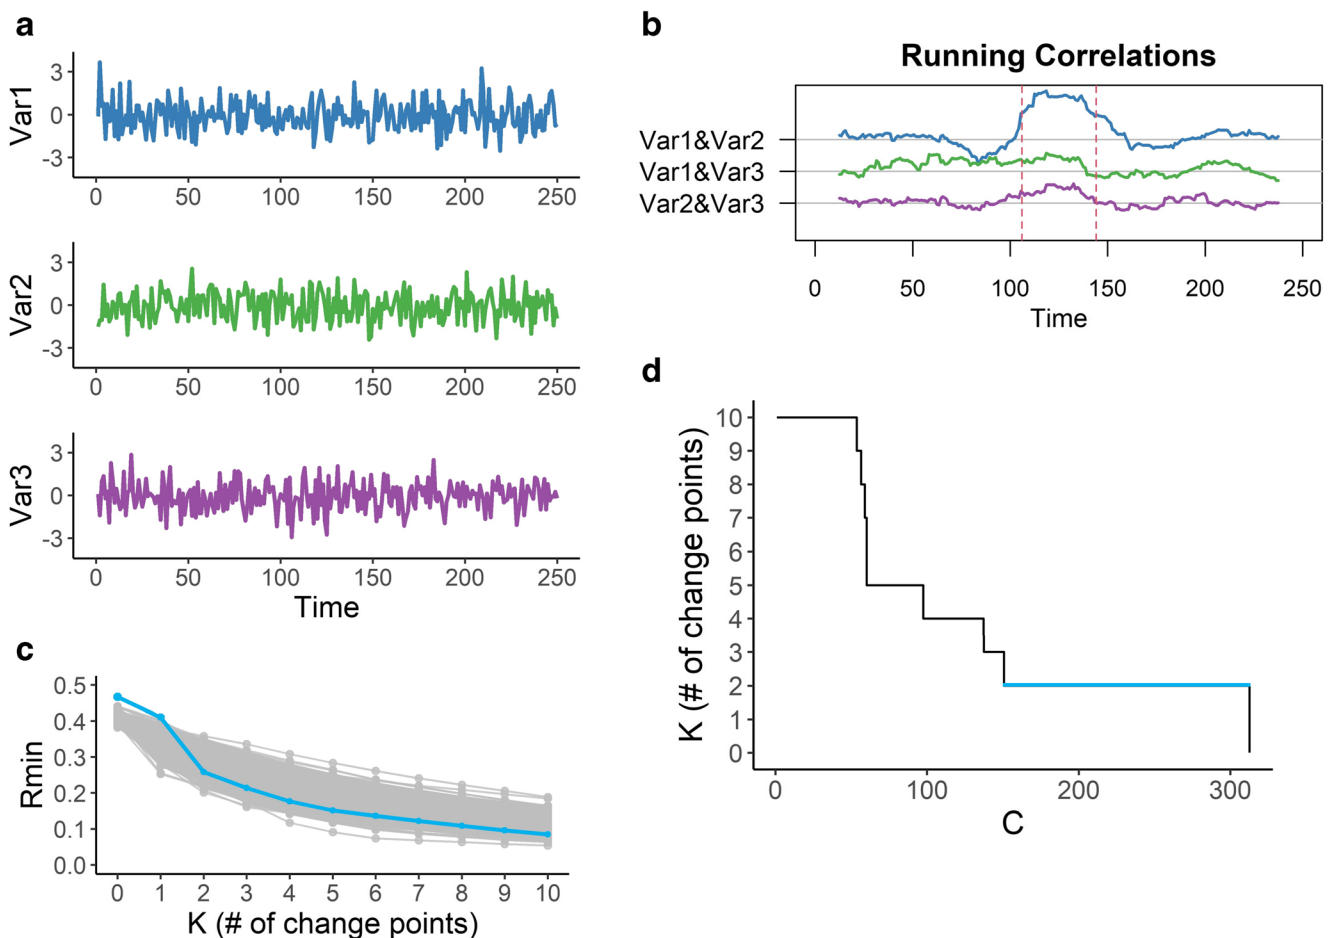 a
Var1
3
0
-3
0 50 100 150 200 250
Var2
3
0
-3
0 50 100 150 200 250
Var3
3
0
-3
0 50 100 150 200 250
Time
b
Running Correlations
Var1&Var2
Var1&Var3
Var2&Var3
0 50 100 150 200 250
Time
c
Rmin
0.5
0.4
0.3
0.2
0.1
0.0
0 1 2 3 4 5 6 7 8 9 10
K (# of change points)
d
K (# of change points)
10
9
8
7
6
5
4
3
2
1
0
0 100 200 300
C